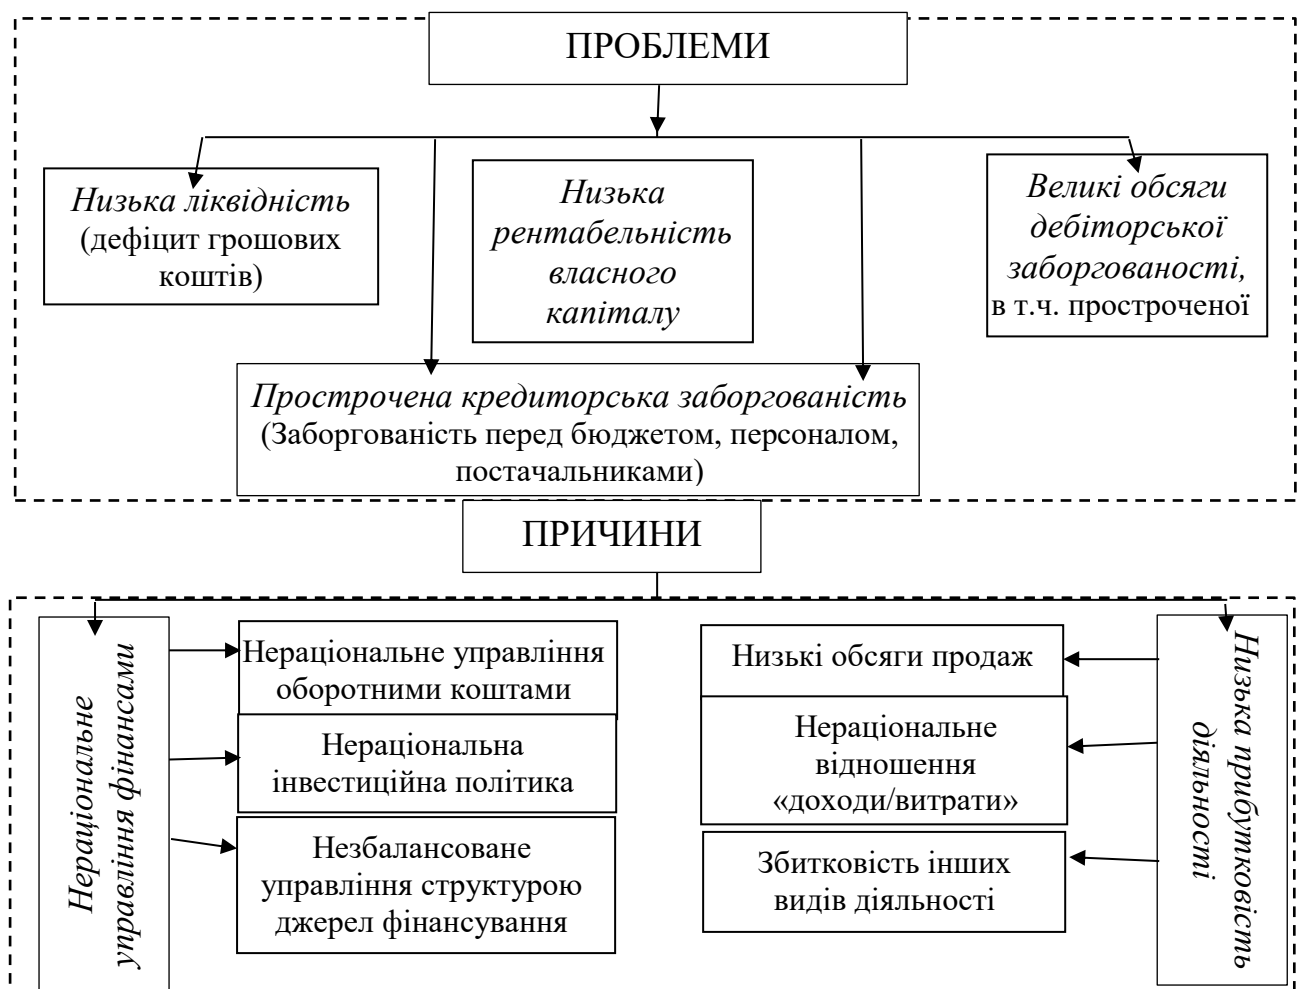 ПРОБЛЕМИ
Низька ліквідність
(дефіцит грошових
коштів)
Низька
рентабельність
власного
капіталу
Великі обсяги
дебіторської
заборгованості,
в т.ч. простроченої
Прострочена кредиторська заборгованість
(Заборгованість перед бюджетом, персоналом,
постачальниками)
ПРИЧИНИ
Нераціональне
управління фінансами
Нераціональне управління
оборотними коштами
Нераціональна
інвестиційна політика
Незбалансоване
управління структурою
джерел фінансування
Низькі обсяги продаж
Нераціональне
відношення
«доходи/витрати»
Збитковість інших
видів діяльності
Низька прибутковість
діяльності